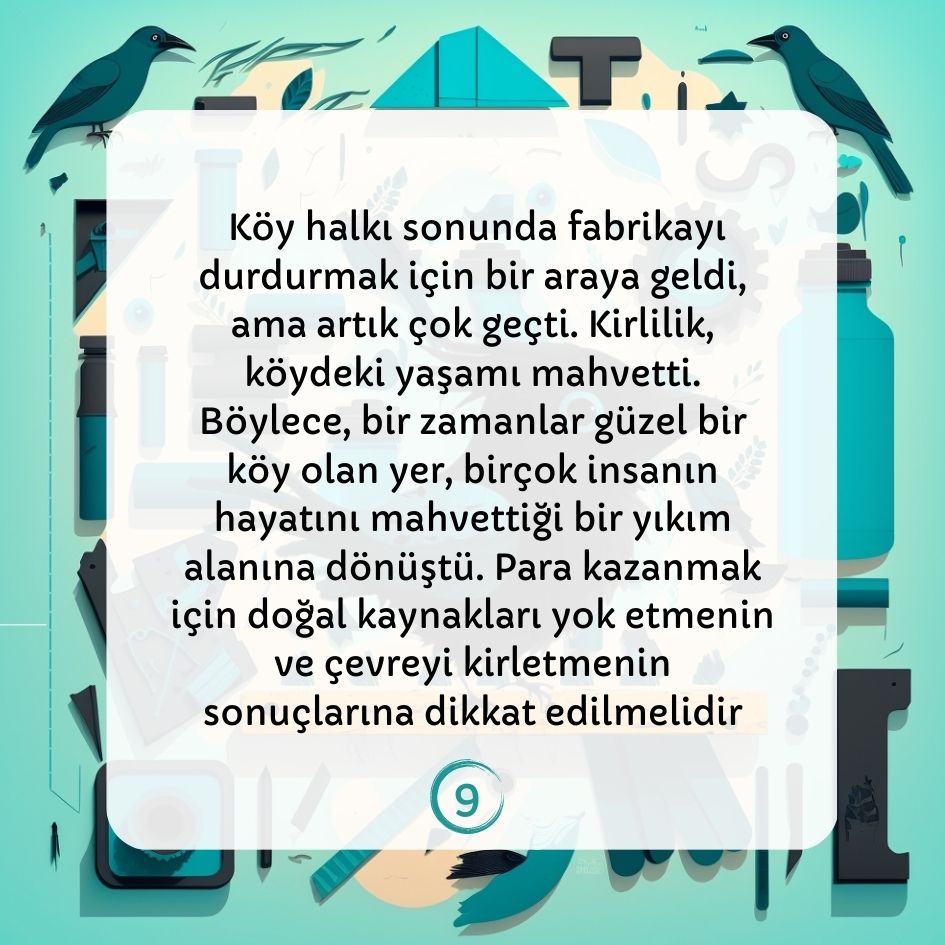 Köy halkı sonunda fabrikayı
durdurmak için bir araya geldi,
ama artık çok geçti. Kirlilik,
köydeki yaşamı mahvetti.
Böylece, bir zamanlar güzel bir
köy olan yer, birçok insanın
hayatını mahvettiği bir yıkım
alanına dönüştü. Para kazanmak
için doğal kaynakları yok etmenin
ve çevreyi kirletmenin
sonuçlarına dikkat edilmelidir
9